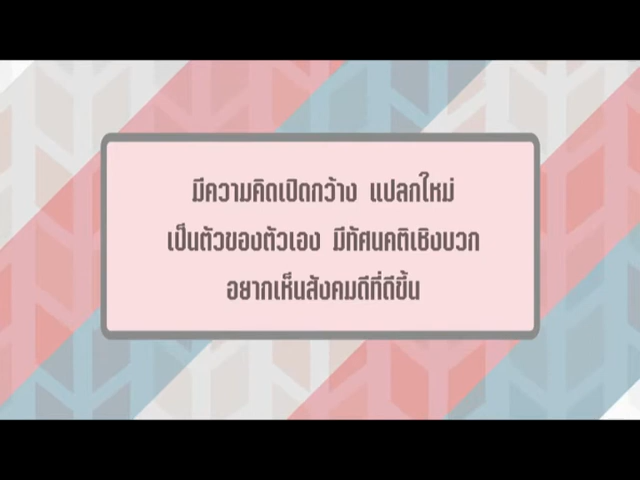 มีความคิดเปิดกว้าง แปลกใหม่
เป็นตัวของตัวเอง มีทัศนคติเชิงบวก
อยากเห็นสังคมดีที่ดีขึ้น